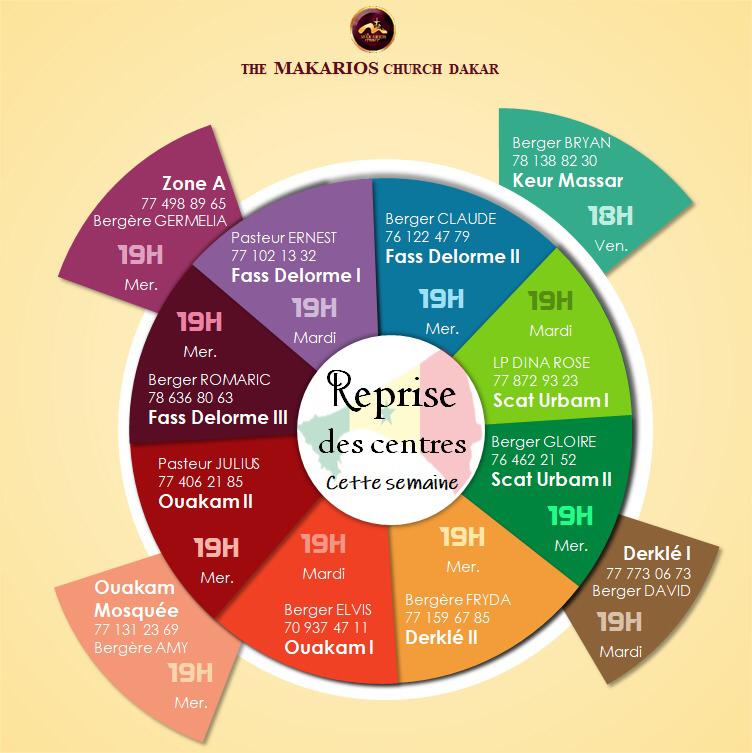 MAKARIOS
THE MAKARIOS CHURCH DAKAR
Zone A
77 498 89 65
Bergère GERMELIA
19H
Mer.
Berger BRYAN
78 138 82 30
Keur Massar
18H
Ven.
Pasteur ERNEST
77 102 13 32
Fass Delorme I
19H
Mardi
Berger CLAUDE
76 122 47 79
Fass Delorme II
19H
Mer.
19H
Mardi
LP DINA ROSE
77 872 93 23
Scat Urbam I
19H
Mer.
Berger ROMARIC
78 636 80 63
Fass Delorme III
Reprise
des centres
Cette semaine
Berger GLOIRE
76 462 21 52
Scat Urbam II
19H
Mer.
Pasteur JULIUS
77 406 21 85
Ouakam II
19H
Mer.
19H
Mardi
Berger ELVIS
70 937 47 11
Ouakam I
19H
Mer.
Bergère FRYDA
77 159 67 85
Derklé II
Derklé I
77 773 06 73
Berger DAVID
19H
Mardi
Ouakam
Mosquée
77 131 23 69
Bergère AMY
19H
Mer.